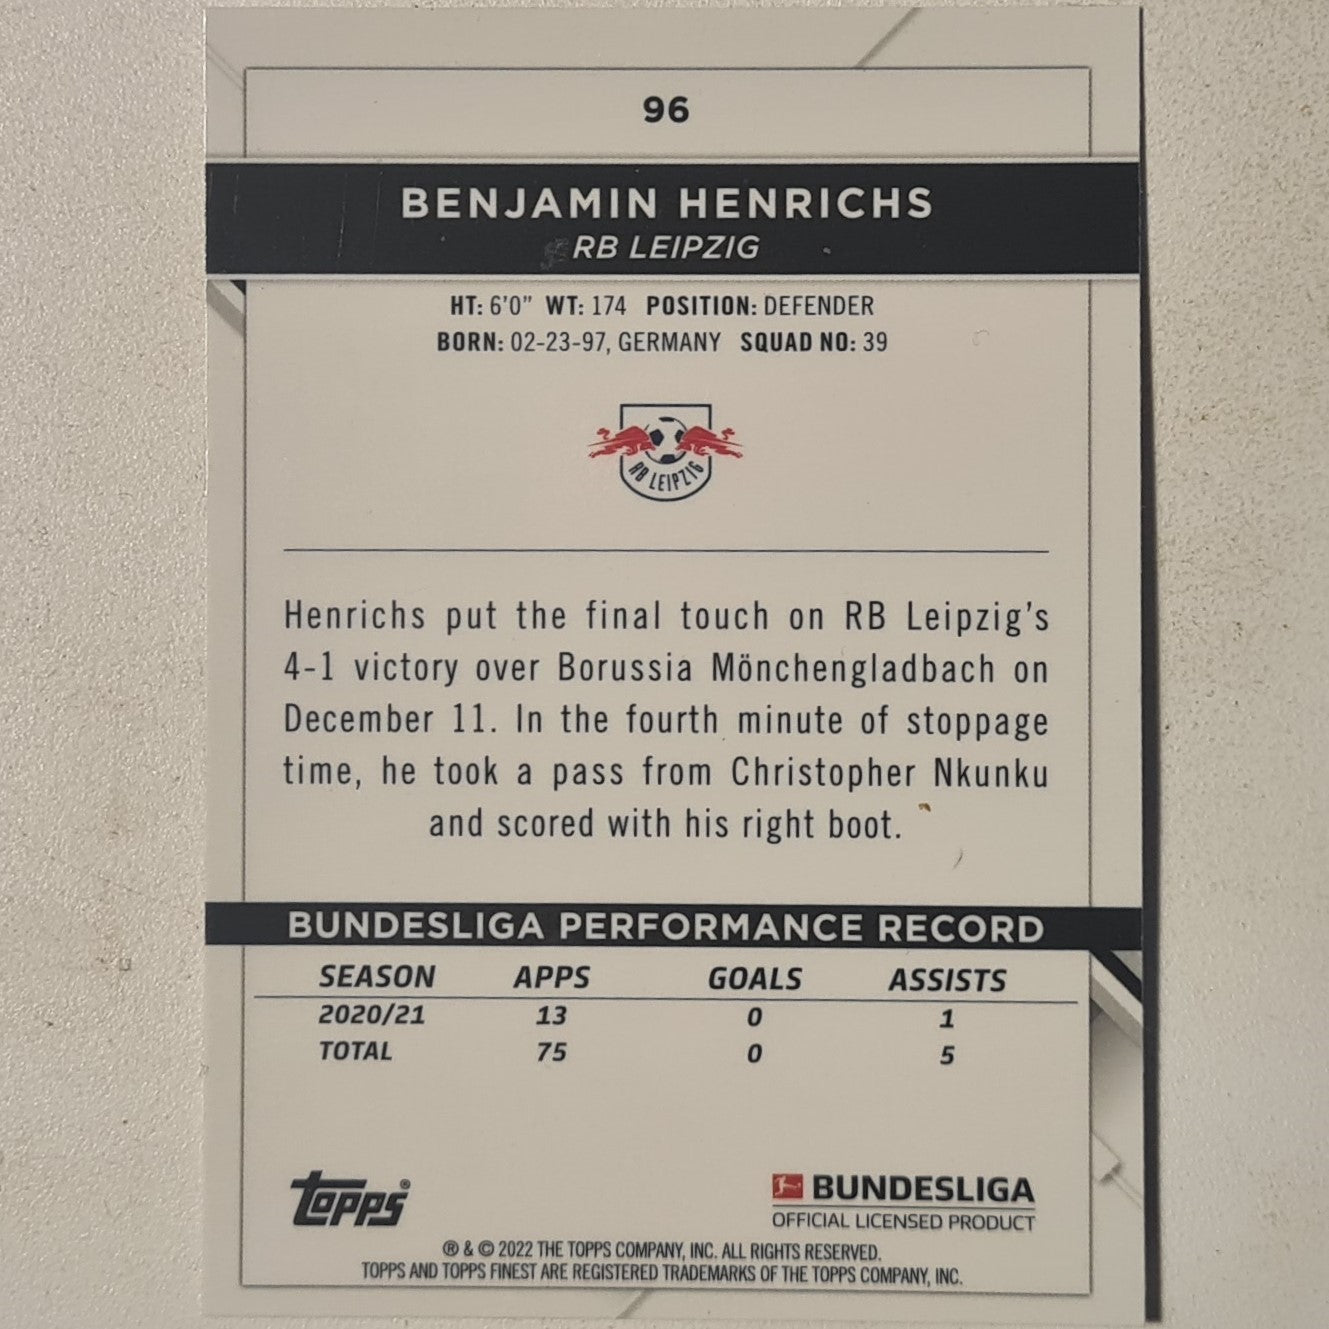 96
BENJAMIN HENRICHS
RB LEIPZIG
HT: 6'0" WT: 174 POSITION: DEFENDER
BORN: 02-23-97, GERMANY SQUAD NO: 39
RB LEIPZIG
Henrichs put the final touch on RB Leipzig's
4-1 victory over Borussia Mönchengladbach on
December 11. In the fourth minute of stoppage
time, he took a pass from Christopher Nkunku
and scored with his right boot.
BUNDESLIGA PERFORMANCE RECORD
SEASON APPS GOALS ASSISTS
2020/21 13 0 1
TOTAL 75 0 5
topps®
BUNDESLIGA
OFFICIAL LICENSED PRODUCT
® & © 2022 THE TOPPS COMPANY, INC. ALL RIGHTS RESERVED.
TOPPS AND TOPPS FINEST ARE REGISTERED TRADEMARKS OF THE TOPPS COMPANY, INC.